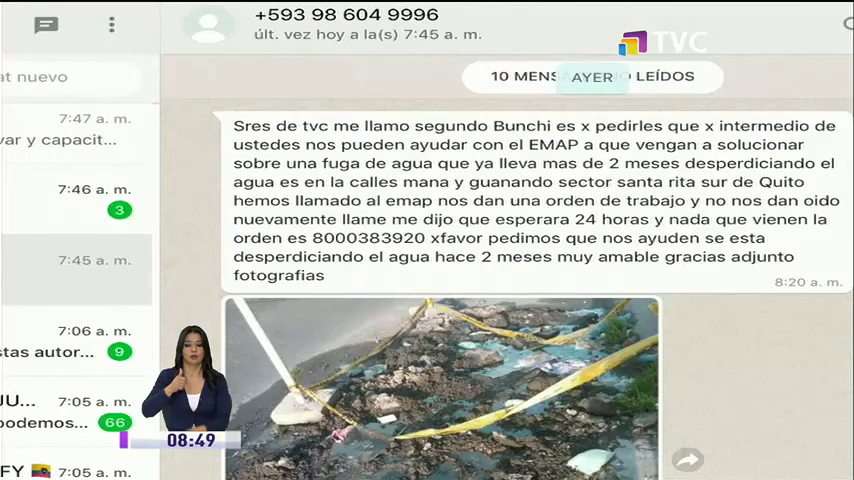 +593 98 604 9996
últ. vez hoy a la(s) 7:45 a. m.
TVC
at nuevo
10 MENS
AYER
O LEÍDOS
7:47 a. m.
var y capacit...
7:46 a. m.
3
7:45 a. m.
7:06 a. m.
stas autor...
9
7:05 a. m.
JU...
podemos...
66
FY
7:05 a. m.
Sres de tvc me llamo segundo Bunchi es x pedirles que x intermedio de
ustedes nos pueden ayudar con el EMAP a que vengan a solucionar
sobre una fuga de agua que ya lleva mas de 2 meses desperdiciando el
agua es en la calles mana y guanando sector santa rita sur de Quito
hemos llamado al emap nos dan una orden de trabajo y no nos dan oido
nuevamente llame me dijo que esperara 24 horas y nada que vienen la
orden es 8000383920 xfavor pedimos que nos ayuden se esta
desperdiciando el agua hace 2 meses muy amable gracias adjunto
fotografias
8:20 a. m.
08:49